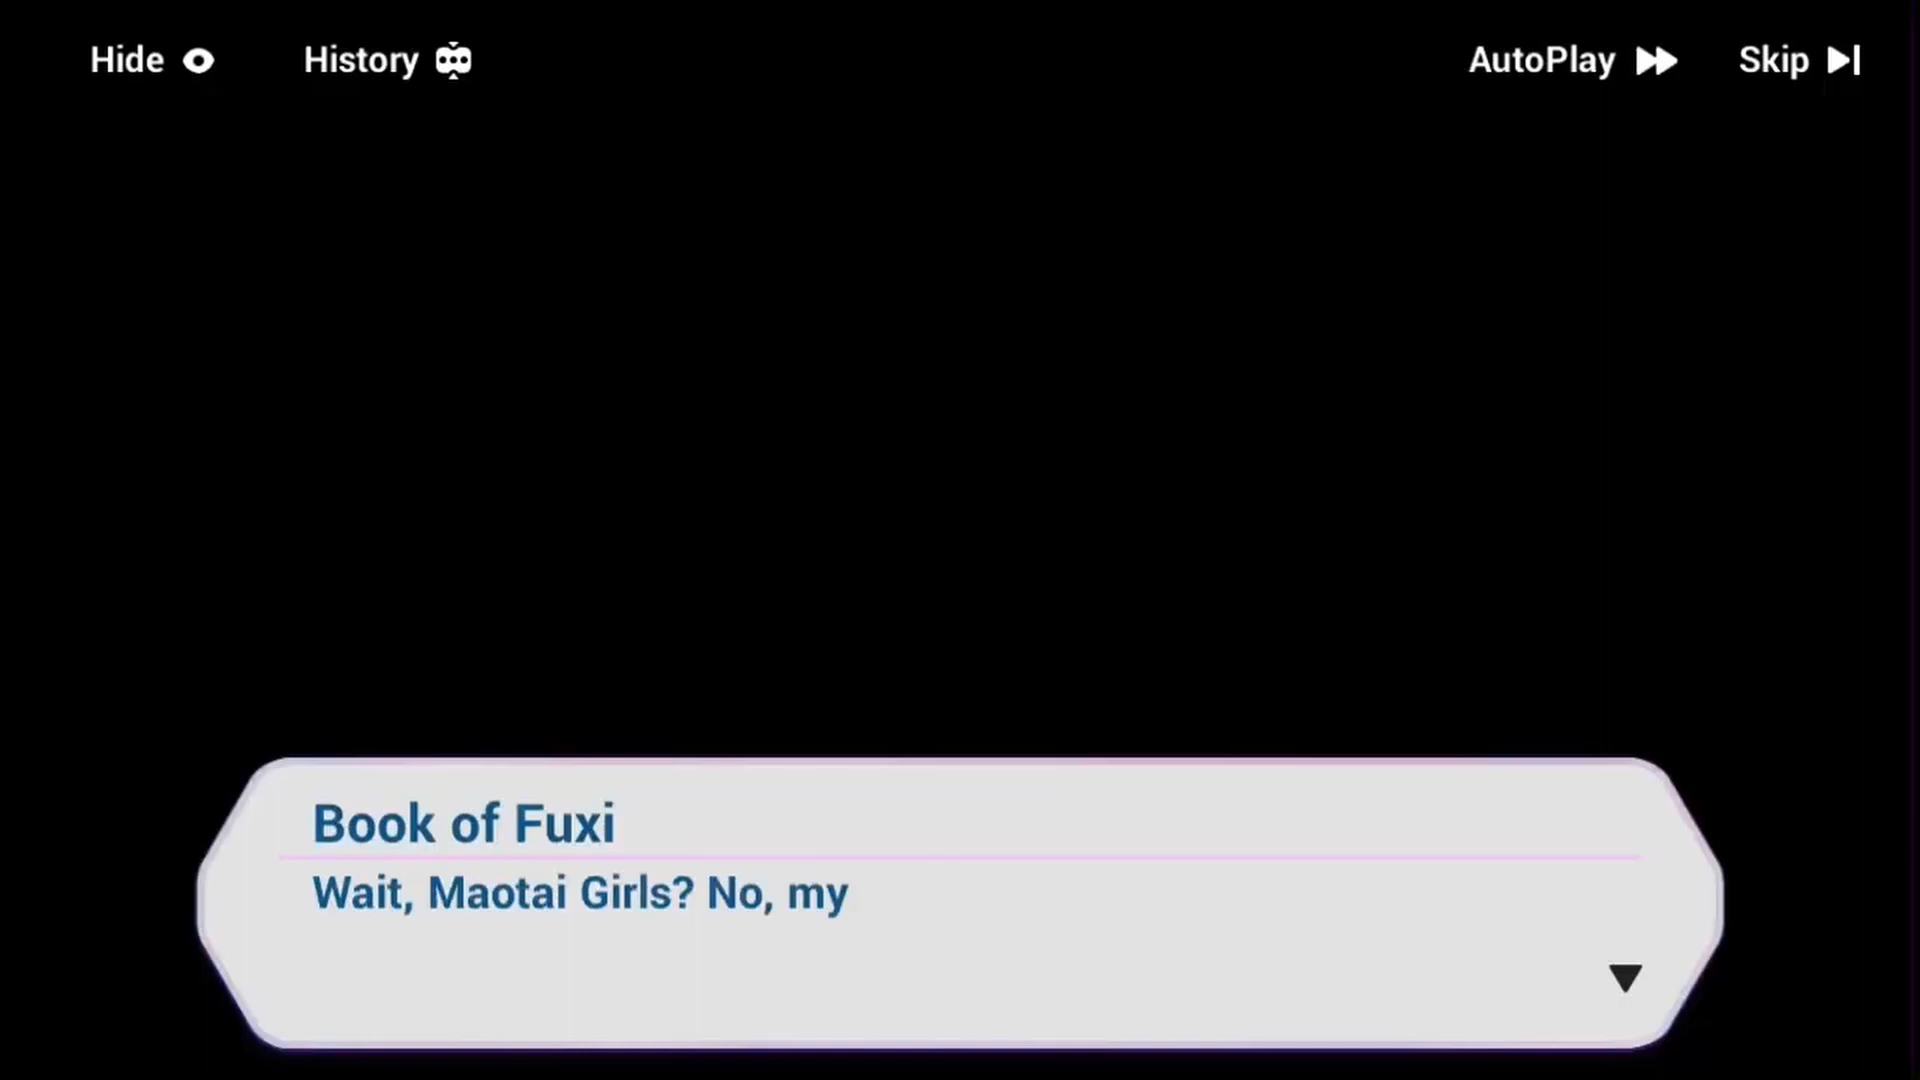 Hide
History
AutoPlay
Skip
Book of Fuxi
Wait, Maotai Girls? No, my